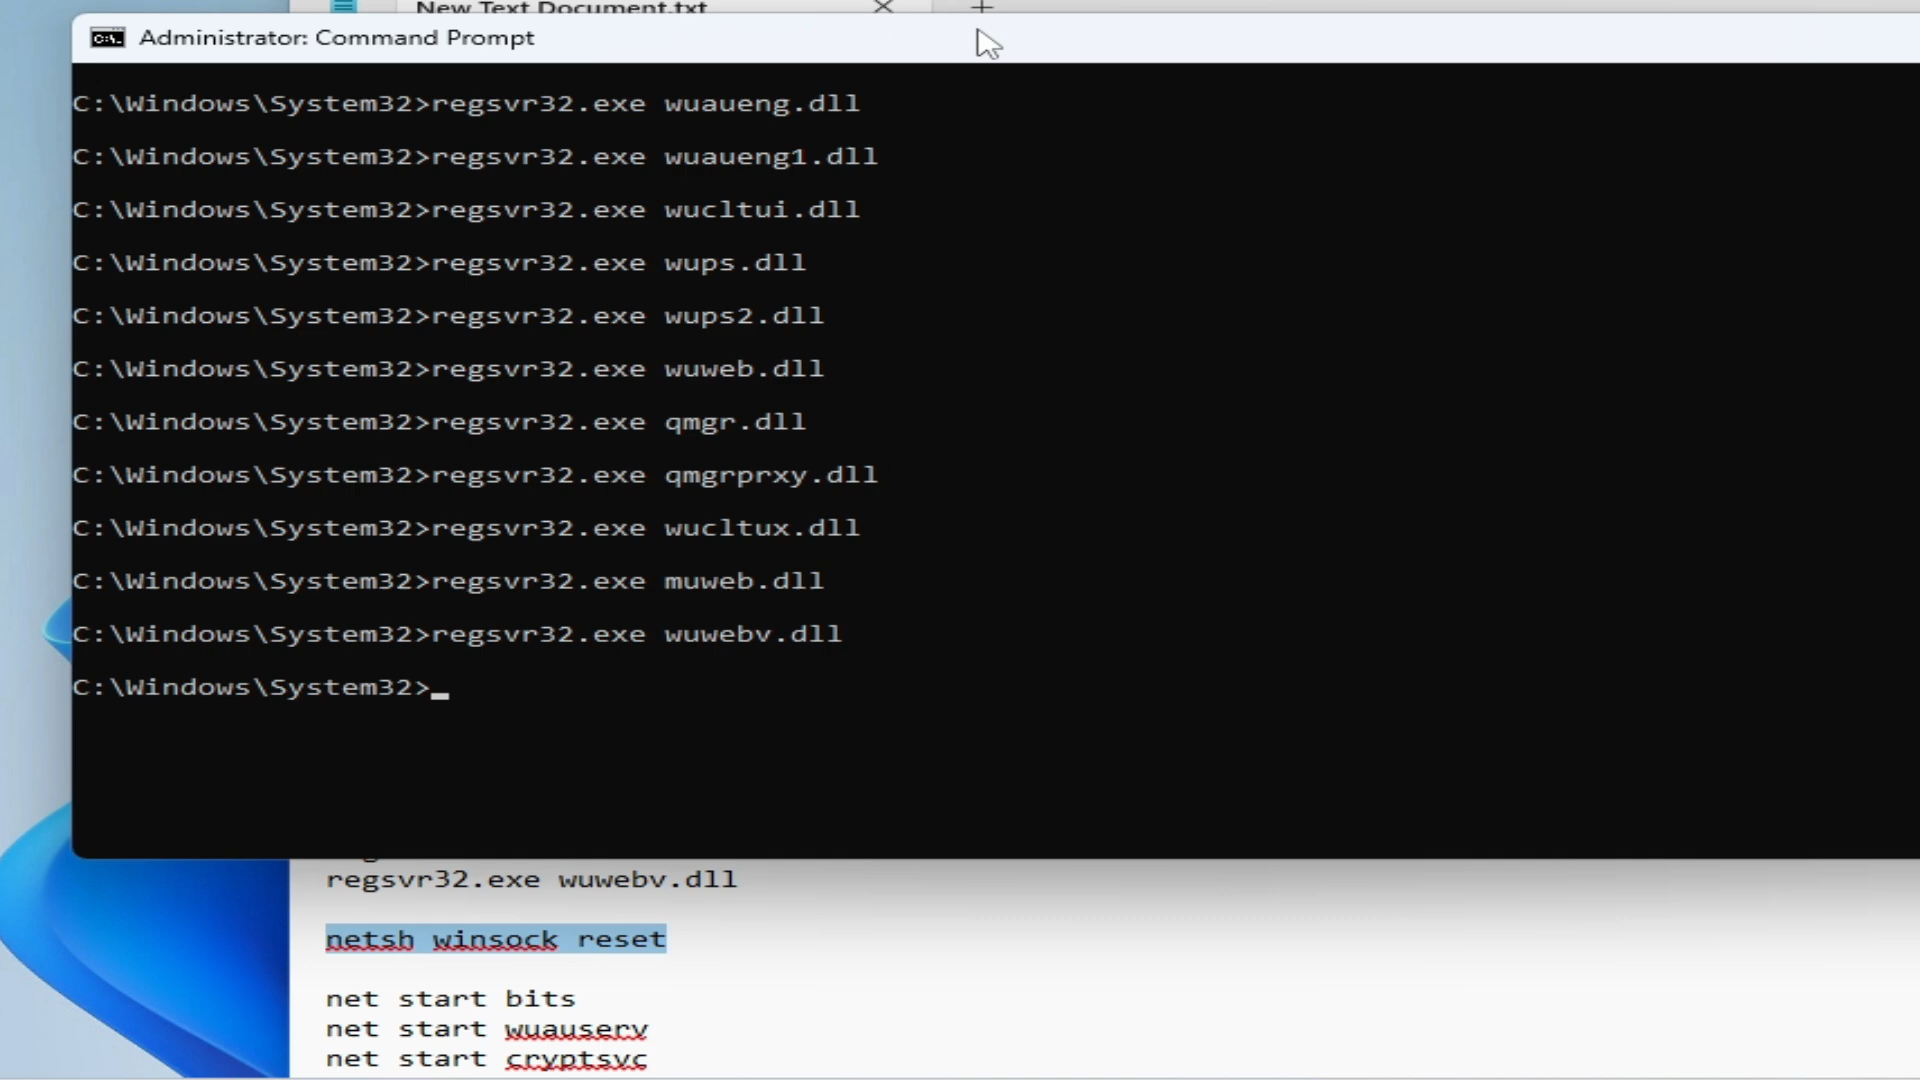 New Text Document.txt
Administrator: Command Prompt
C:\Windows\System32>regsvr32.exe wuaueng.dll
C:\Windows\System32>regsvr32.exe wuaueng1.dll
C:\Windows\System32>regsvr32.exe wucltui.dll
C:\Windows\System32>regsvr32.exe wups.dll
C:\Windows\System32>regsvr32.exe wups2.dll
C:\Windows\System32>regsvr32.exe wuweb.dll
C:\Windows\System32>regsvr32.exe qmgr.dll
C:\Windows\System32>regsvr32.exe qmgrprxy.dll
C:\Windows\System32>regsvr32.exe wucltux.dll
C:\Windows\System32>regsvr32.exe muweb.dll
C:\Windows\System32>regsvr32.exe wuwebv.dll
C:\Windows\System32>_
regsvr32.exe wuwebv.dll
netsh winsock reset
net start bits
net start wuauserv
net start cryptsvc